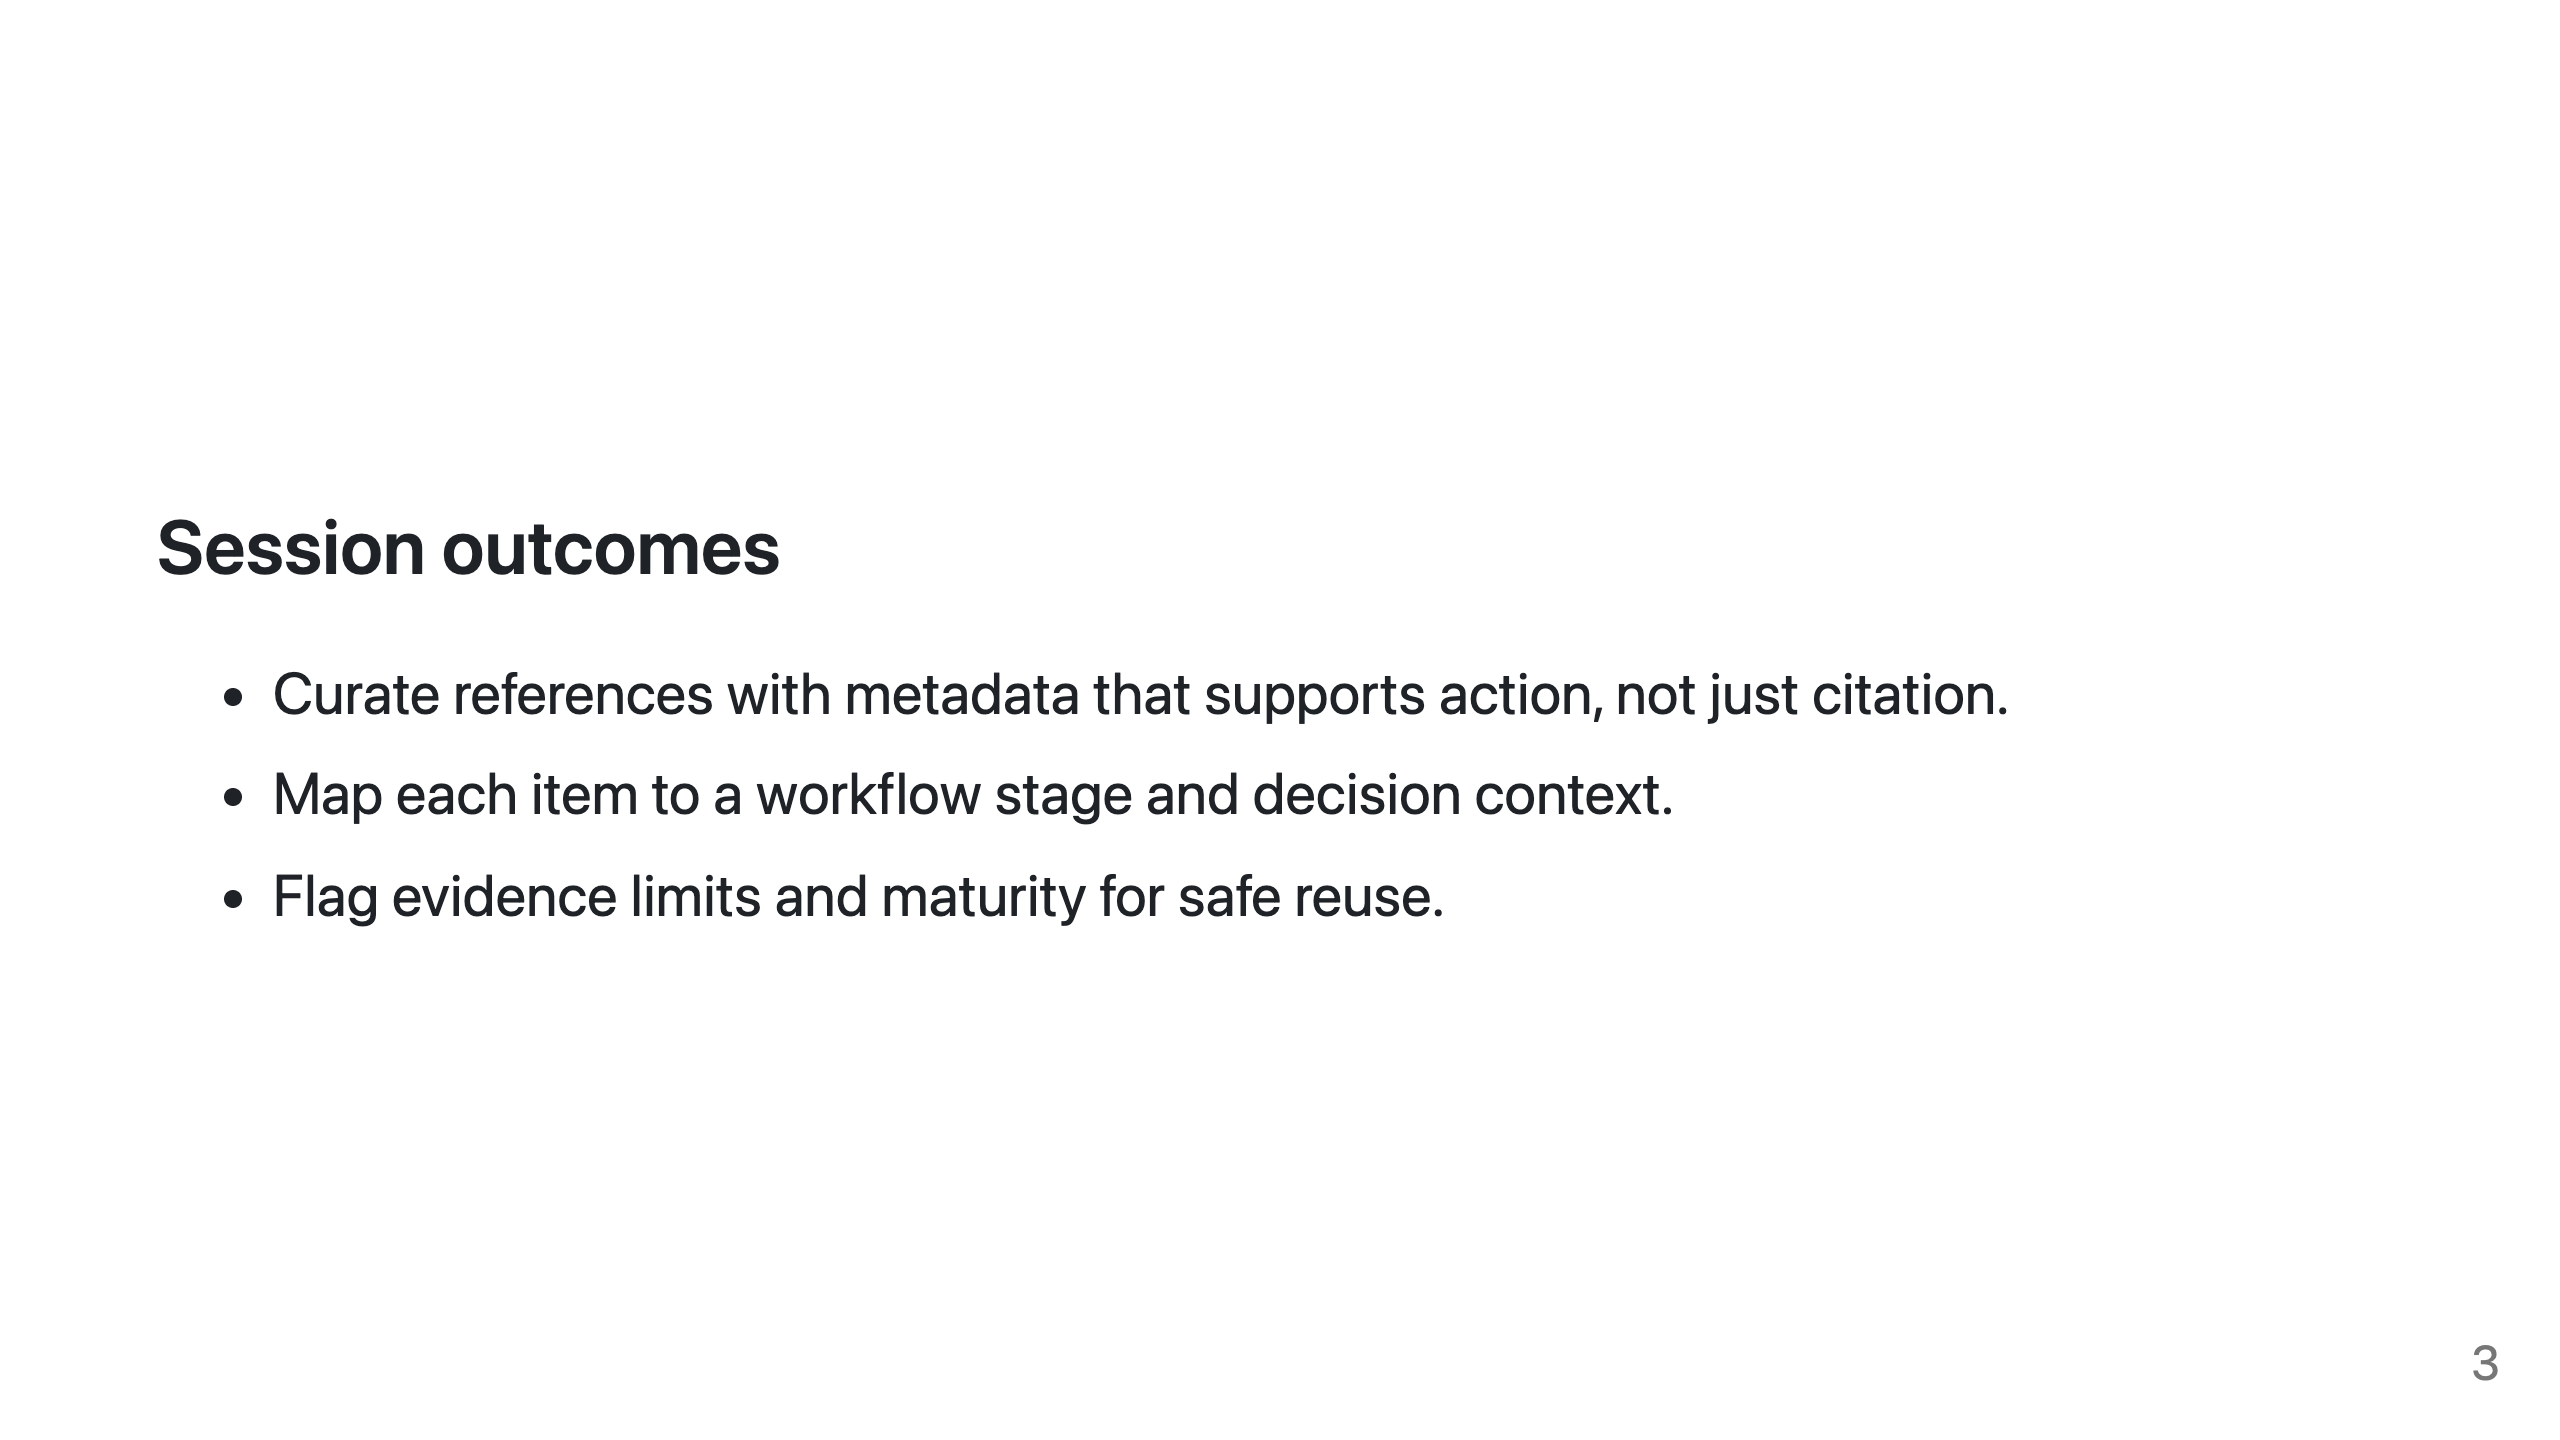 Session outcomes
• Curate references with metadata that supports action, not just citation.
• Map each item to a workflow stage and decision context.
• Flag evidence limits and maturity for safe reuse.
3